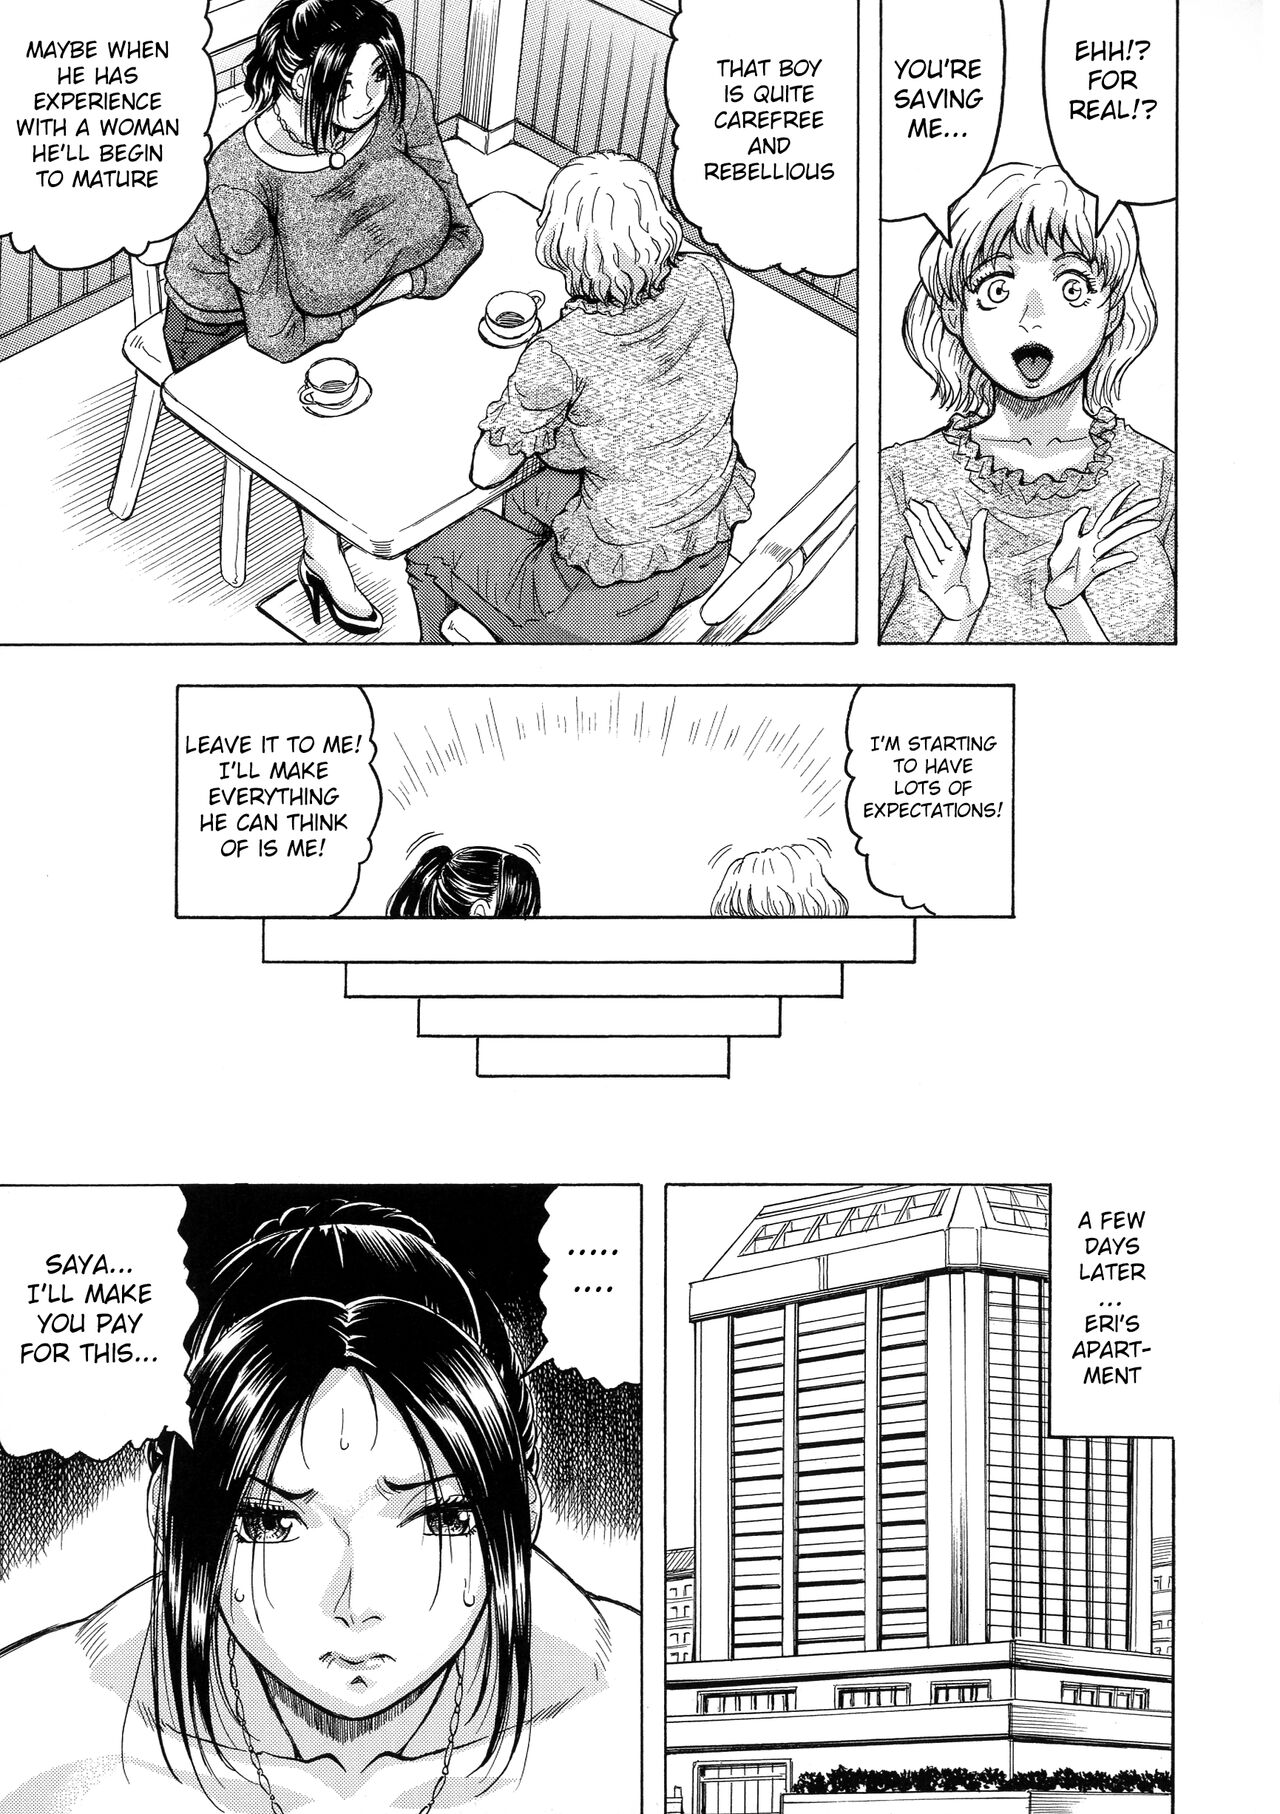 EHH!?
FOR
REAL!?
YOU'RE
SAVING
ME...
THAT BOY
IS QUITE
CAREFREE
AND
REBELLIOUS
MAYBE WHEN
HE HAS
EXPERIENCE
WITH A WOMAN
HE'LL BEGIN
TO MATURE
I'M STARTING
TO HAVE
LOTS OF
EXPECTATIONS!
LEAVE IT TO ME!
I'LL MAKE
EVERYTHING
HE CAN THINK
OF IS ME!
A FEW
DAYS
LATER
...
ERI'S
APART-
MENT
.....
....
SAYA...
I'LL MAKE
YOU PAY
FOR THIS...